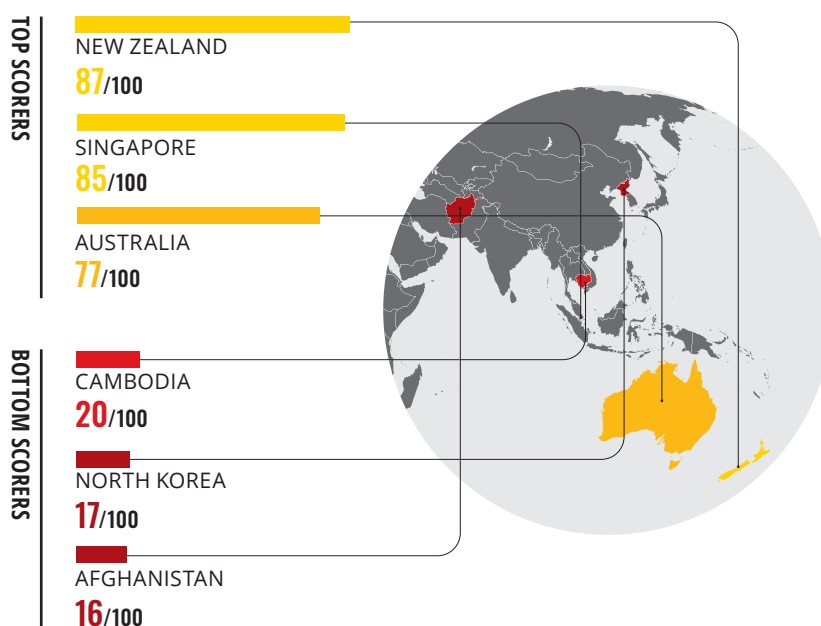 TOP SCORERS
NEW ZEALAND
87/100
SINGAPORE
85/100
AUSTRALIA
77/100
BOTTOM SCORERS
CAMBODIA
20/100
NORTH KOREA
17/100
AFGHANISTAN
16/100